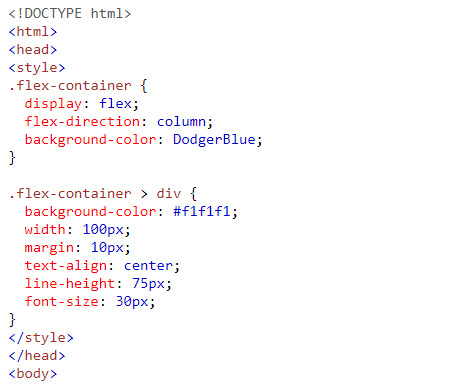 <!DOCTYPE html>
<html>
<head>
<style>
.flex-container {
  display: flex;
  flex-direction: column;
  background-color: DodgerBlue;
}

.flex-container > div {
  background-color: #f1f1f1;
  width: 100px;
  margin: 10px;
  text-align: center;
  line-height: 75px;
  font-size: 30px;
}
</style>
</head>
<body>